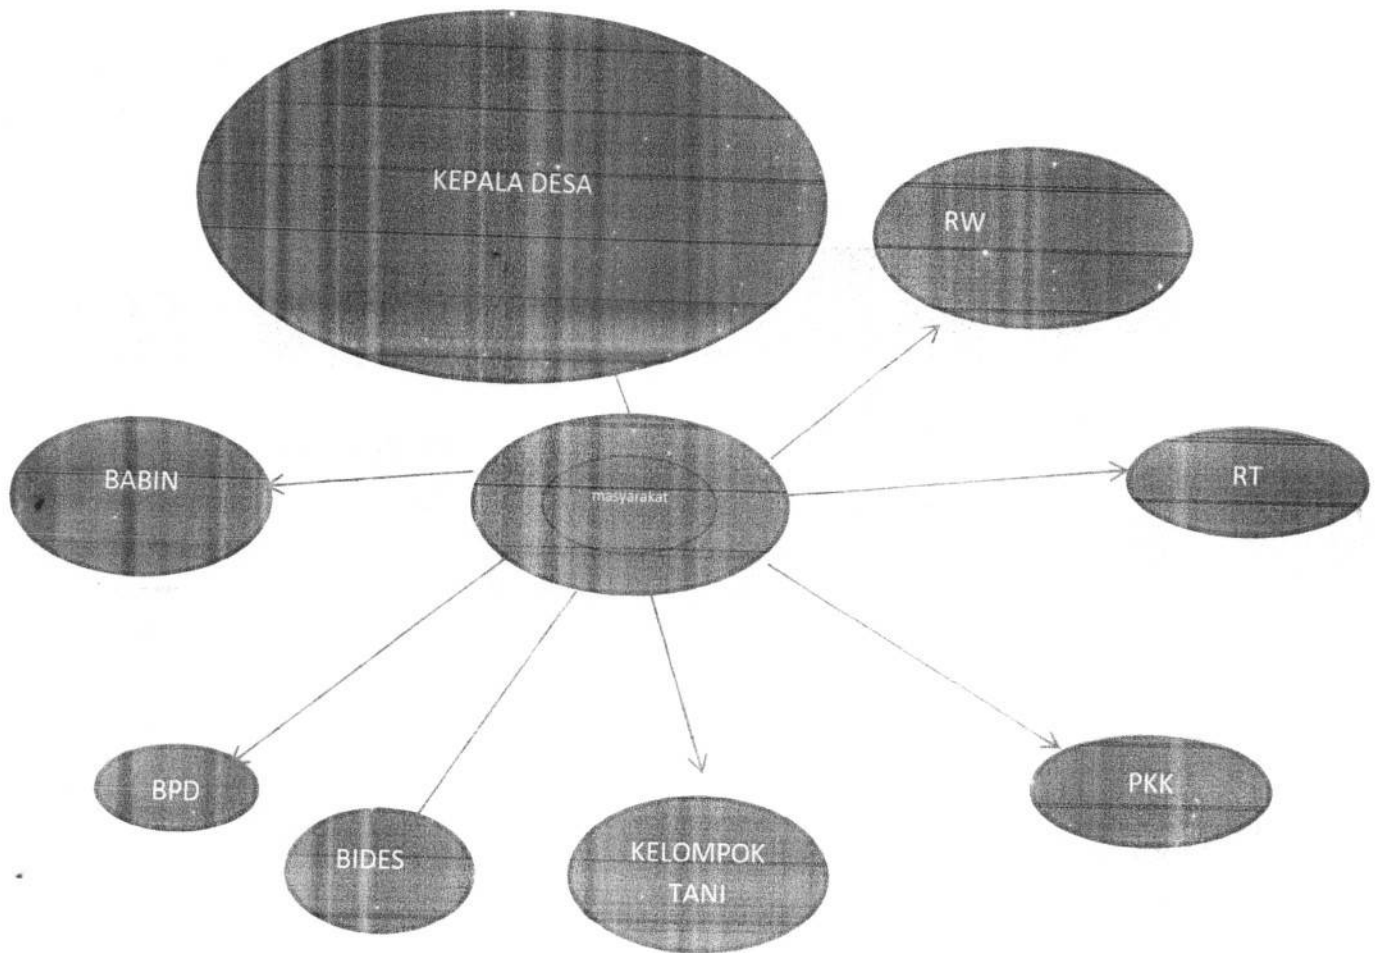 KEPALA DESA
RW
BABIN
masyarakat
RT
BPD
BIDES
KELOMPOK
TANI
PKK